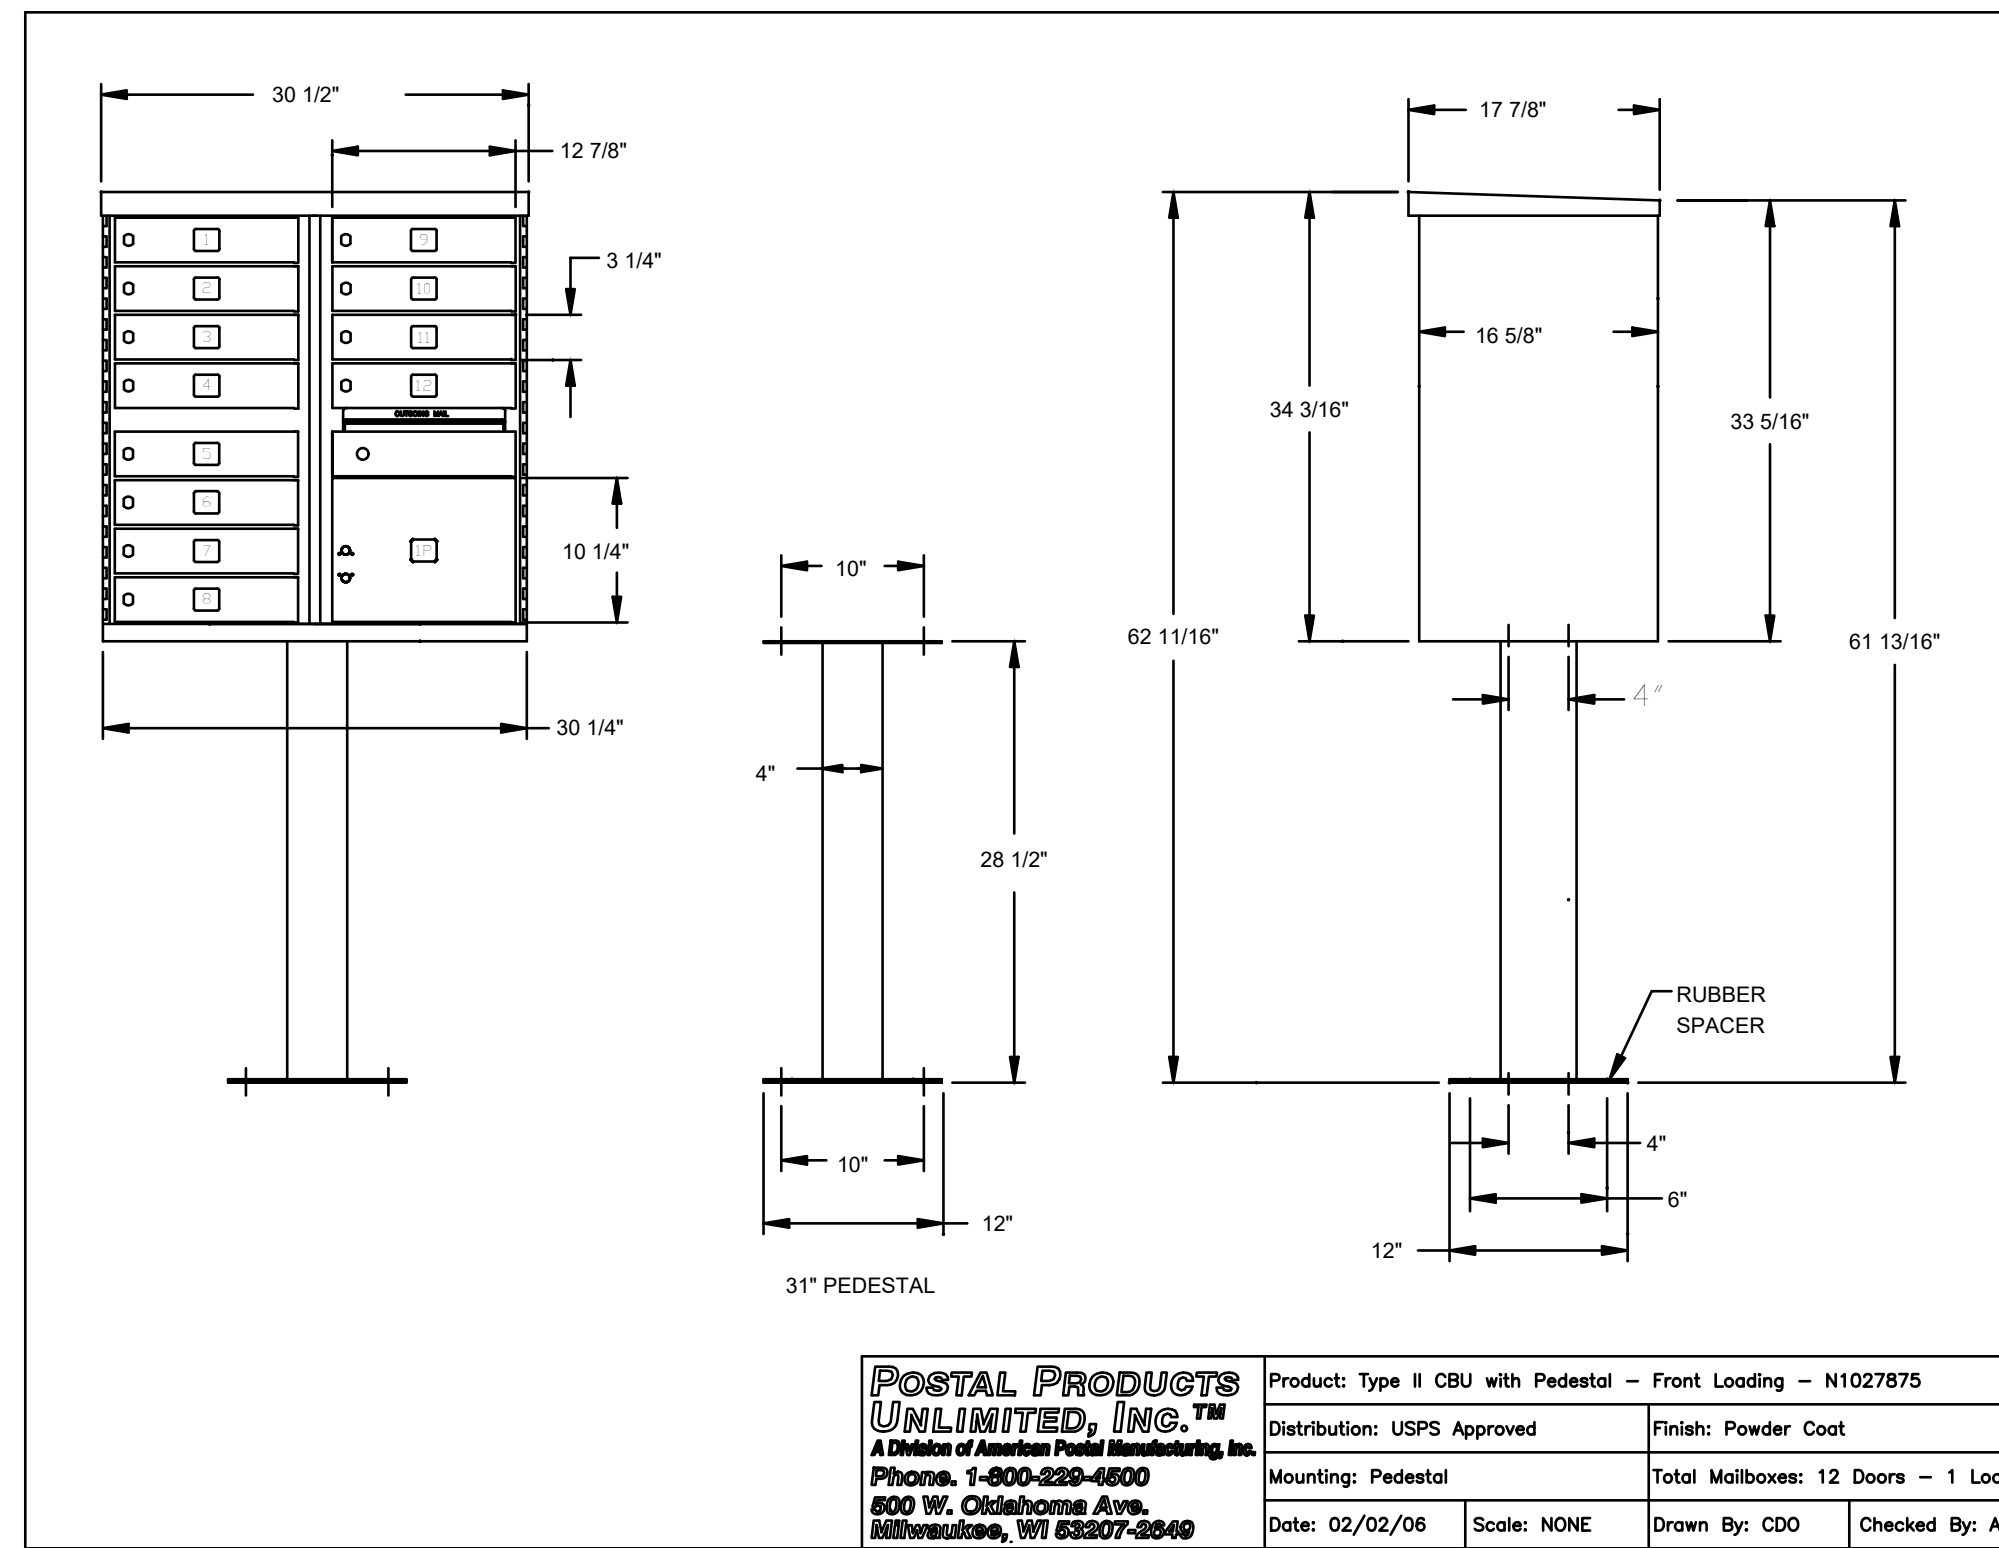 30 1/2"
12 7/8"
17 7/8"
1
2
3
4
5
6
7
8
9
10
11
12
OUTGOING MAIL
1P
3 1/4"
10 1/4"
30 1/4"
10"
4"
28 1/2"
10"
12"
31" PEDESTAL
16 5/8"
34 3/16"
33 5/16"
62 11/16"
61 13/16"
4"
RUBBER
SPACER
4"
6"
12"
POSTAL PRODUCTS
UNLIMITED, INC.™
A Division of American Postal Manufacturing, Inc.
Phone. 1-800-229-4500
500 W. Oklahoma Ave.
Milwaukee, WI 53207-2649
Product: Type II CBU with Pedestal – Front Loading – N1027875
Distribution: USPS Approved
Finish: Powder Coat
Mounting: Pedestal
Total Mailboxes: 12 Doors – 1
Date: 02/02/06
Scale: NONE
Drawn By: CDO
Checked By: A